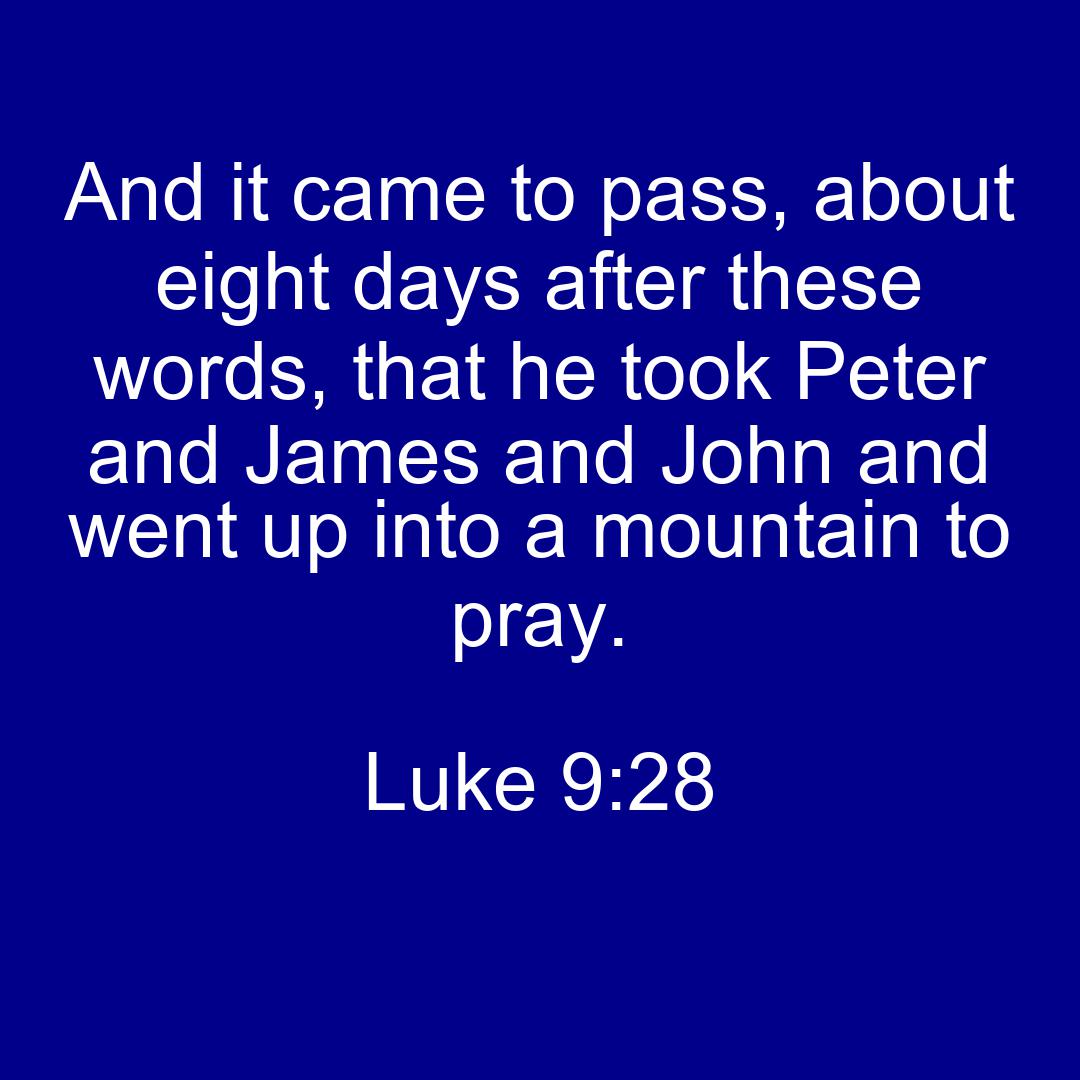 And it came to pass, about
eight days after these
words, that he took Peter
and James and John and
went up into a mountain to
pray.
Luke 9:28